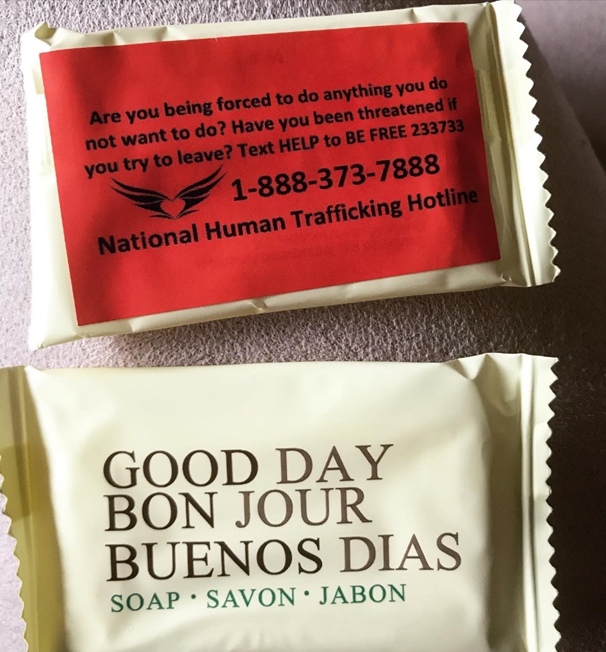 Are you being forced to do anything you do
not want to do? Have you been threatened if
you try to leave? Text HELP to BE FREE 233733
1-888-373-7888
National Human Trafficking Hotline
GOOD DAY
BON JOUR
BUENOS DIAS
SOAP · SAVON · JABON